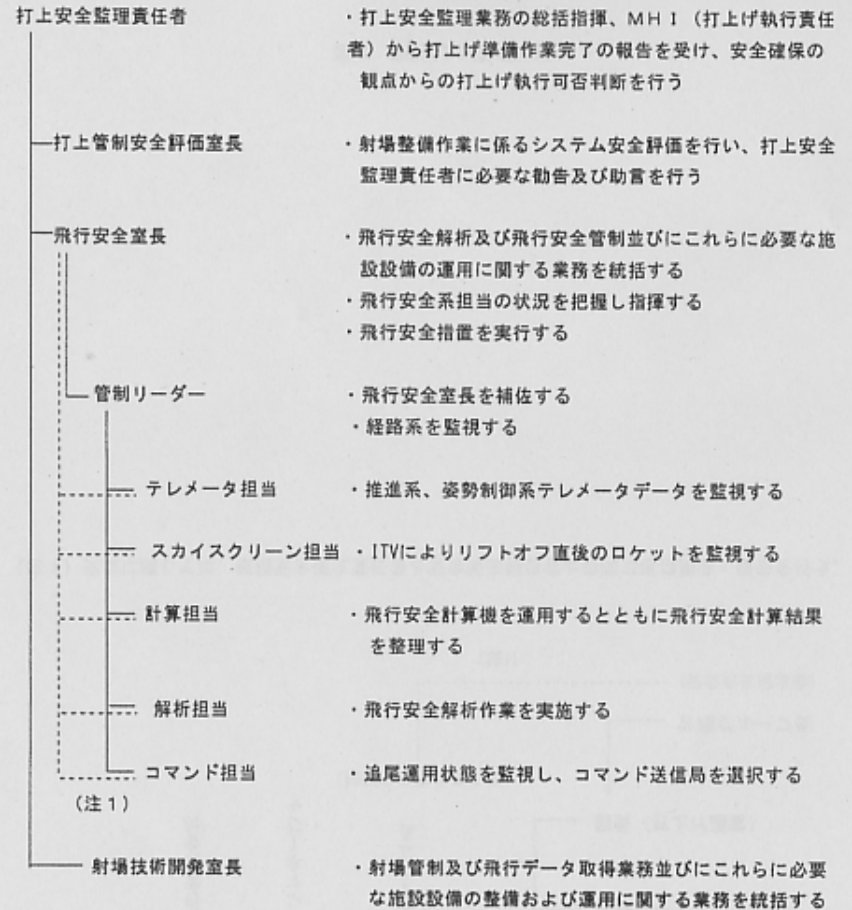 打上安全監理責任者
・打上安全監理業務の総括指揮、ＭＨＩ（打上げ執行責任
者）から打上げ準備作業完了の報告を受け、安全確保の
観点からの打上げ執行可否判断を行う
打上管制安全評価室長
・射場整備作業に係るシステム安全評価を行い、打上安全
監理責任者に必要な勧告及び助言を行う
飛行安全室長
・飛行安全解析及び飛行安全管制並びにこれらに必要な施
設設備の運用に関する業務を統括する
・飛行安全系担当の状況を把握し指揮する
・飛行安全措置を実行する
管制リーダー
・飛行安全室長を補佐する
・経路系を監視する
テレメータ担当
・推進系、姿勢制御系テレメータデータを監視する
スカイスクリーン担当
・ITVによりリフトオフ直後のロケットを監視する
計算担当
・飛行安全計算機を運用するとともに飛行安全計算結果
を整理する
解析担当
・飛行安全解析作業を実施する
コマンド担当
・追尾運用状態を監視し、コマンド送信局を選択する
（注１）
射場技術開発室長
・射場管制及び飛行データ取得業務並びにこれらに必要
な施設設備の整備および運用に関する業務を統括する